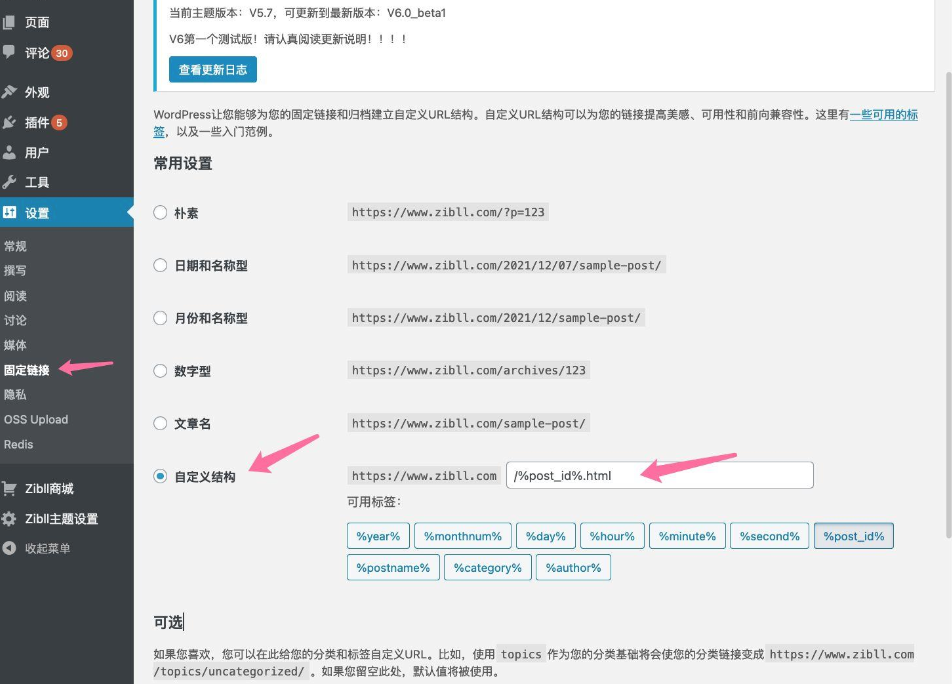 页面
评论 30
外观
插件 5
用户
工具
设置
常规
撰写
阅读
讨论
媒体
固定链接
隐私
OSS Upload
Redis
Zibll商城
Zibll主题设置
收起菜单
当前主题版本：V5.7，可更新到最新版本：V6.0_beta1
V6第一个测试版！请认真阅读更新说明！！！！
查看更新日志
WordPress让您能够为您的固定链接和归档建立自定义URL结构。自定义URL结构可以为您的链接提高美感、可用性和前向兼容性。这里有一些可用的标
签，以及一些入门范例。
常用设置
朴素 https://www.zibll.com/?p=123
日期和名称型 https://www.zibll.com/2021/12/07/sample-post/
月份和名称型 https://www.zibll.com/2021/12/sample-post/
数字型 https://www.zibll.com/archives/123
文章名 https://www.zibll.com/sample-post/
自定义结构 https://www.zibll.com /%post_id%.html
可用标签：
%year% %monthnum% %day% %hour% %minute% %second% %post_id%
%postname% %category% %author%
可选
如果您喜欢，您可以在此给您的分类和标签自定义URL。比如，使用 topics 作为您的分类基础将会使您的分类链接变成 https://www.zibll.com
/topics/uncategorized/ 。如果您留空此处，默认值将被使用。